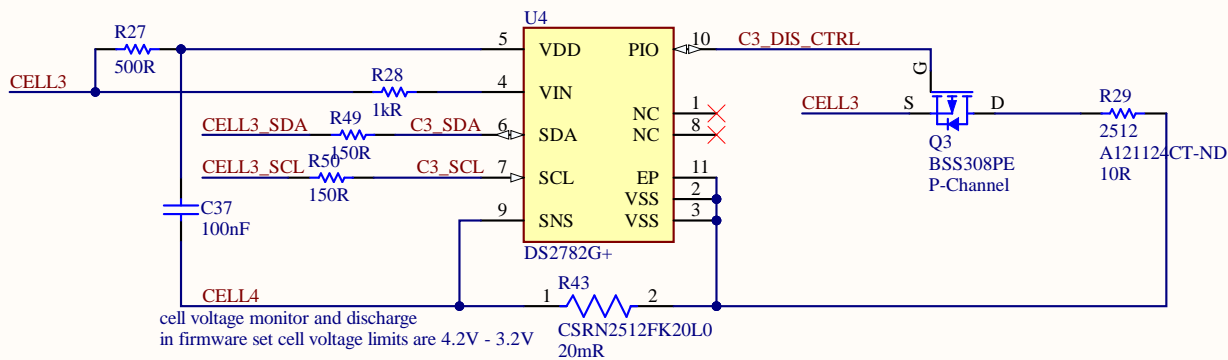 U4
R27
500R
CELL3
R28
1kR
CELL3_SDA
R49
150R
C3_SDA
CELL3_SCL
R50
150R
C3_SCL
C37
100nF
5
VDD
4
VIN
6
SDA
7
SCL
9
SNS
PIO
10
NC
1
NC
8
EP
11
VSS
2
VSS
3
DS2782G+
C3_DIS_CTRL
G
CELL3
S
D
Q3
BSS308PE
P-Channel
R29
2512
A121124CT-ND
10R
CELL4
1
R43
2
CSRN2512FK20L0
20mR
cell voltage monitor and discharge
in firmware set cell voltage limits are 4.2V - 3.2V